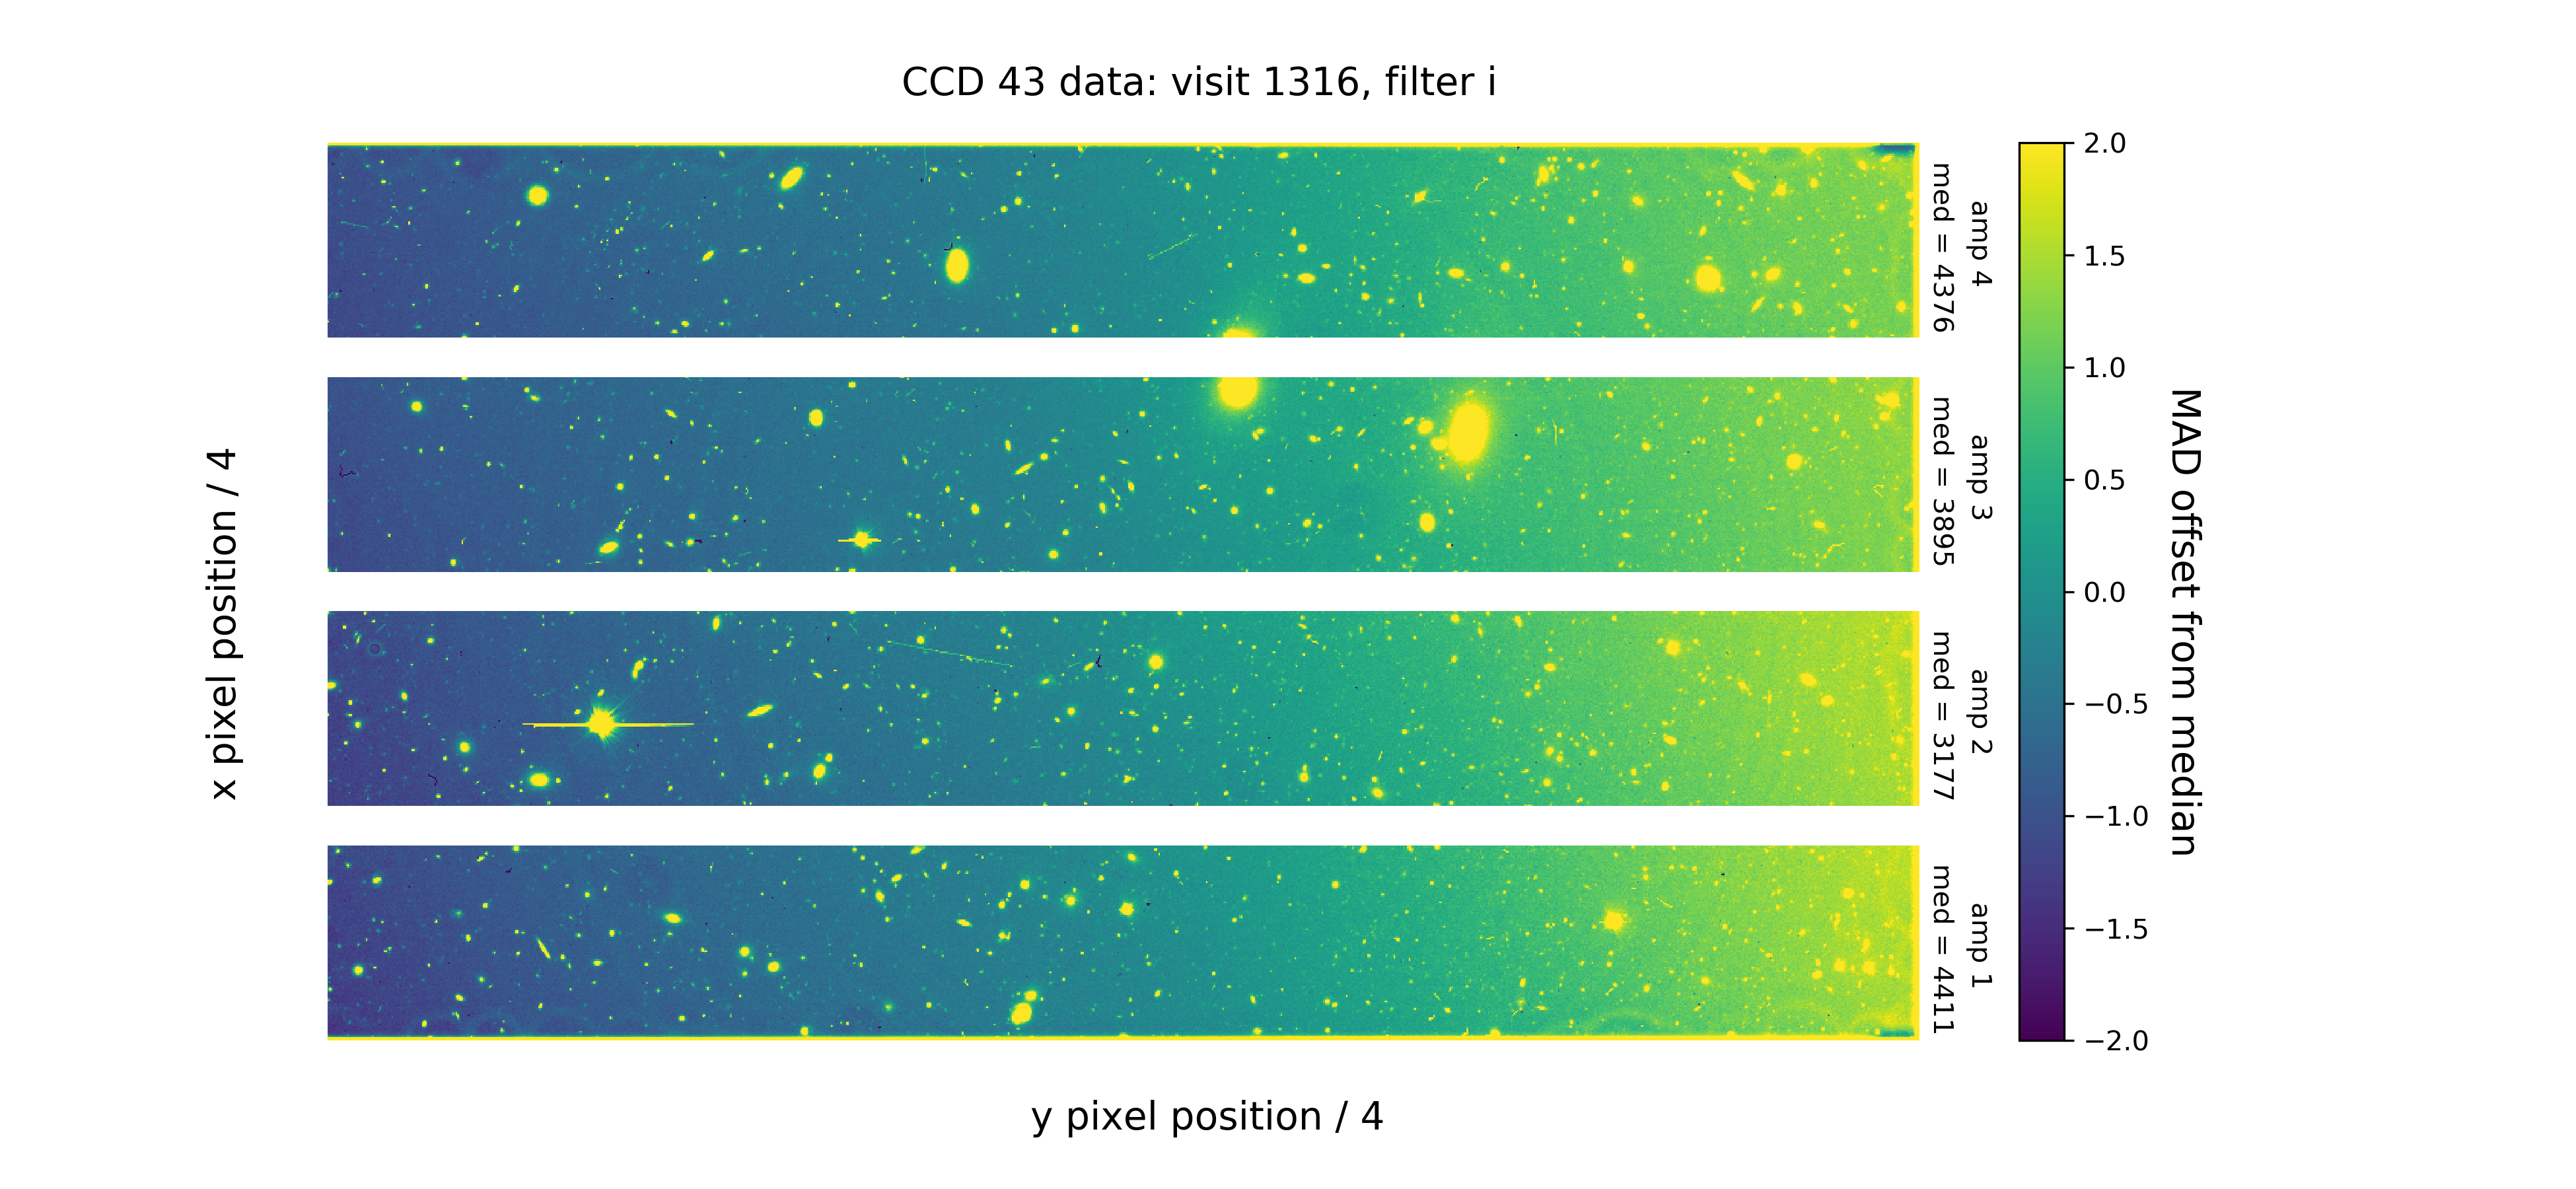 CCD 43 data: visit 1316, filter i
x pixel position / 4
y pixel position / 4
amp 4
med = 4376
amp 3
med = 3895
amp 2
med = 3177
amp 1
med = 4411
2.0
1.5
1.0
0.5
0.0
−0.5
−1.0
−1.5
−2.0
MAD offset from median